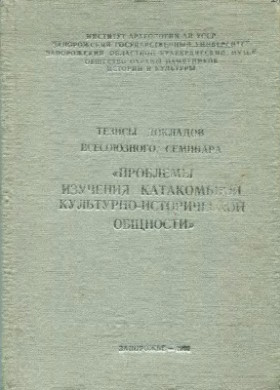 ИНСТИТУТ АРХЕОЛОГИИ АН УССР
ЗАПОРОЖСКИЙ ГОСУДАРСТВЕННЫЙ УНИВЕРСИТЕТ
ЗАПОРОЖСКИЙ ОБЛАСТНОЙ КРАЕВЕДЧЕСКИЙ МУЗЕЙ
ОБЩЕСТВО ОХРАНЫ ПАМЯТНИКОВ
ИСТОРИИ И КУЛЬТУРЫ
ТЕЗИСЫ ДОКЛАДОВ
ВСЕСОЮЗНОГО СЕМИНАРА
«ПРОБЛЕМЫ
ИЗУЧЕНИЯ КАТАКОМБНОЙ
КУЛЬТУРНО-ИСТОРИЧЕСКОЙ
ОБЩНОСТИ»
ЗАПОРОЖЬЕ —